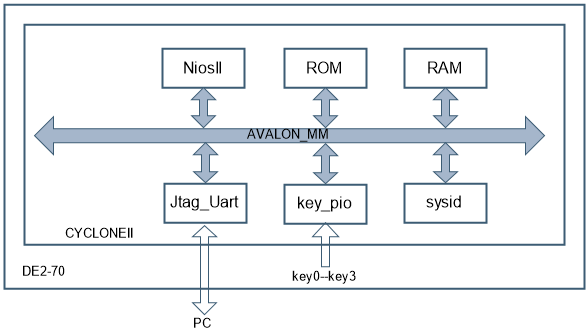 NiosII
ROM
RAM
AVALON_MM
Jtag_Uart
key_pio
sysid
CYCLONEII
DE2-70
key0--key3
PC